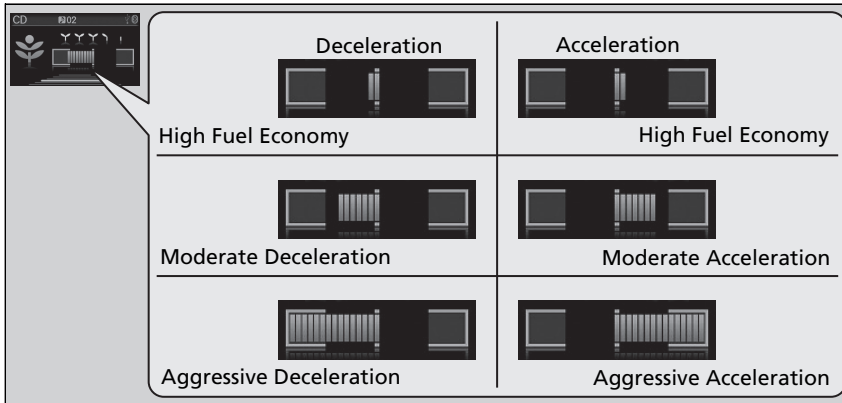 CD 02
Deceleration Acceleration
High Fuel Economy High Fuel Economy
Moderate Deceleration Moderate Acceleration
Aggressive Deceleration Aggressive Acceleration